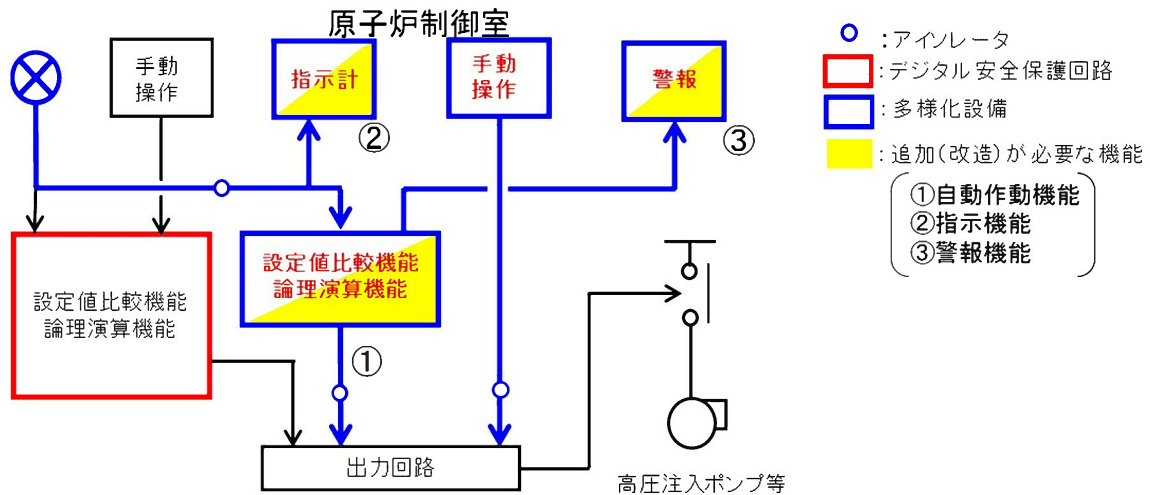 原子炉制御室
手動
操作
指示計
②
手動
操作
警報
③
設定値比較機能
論理演算機能
設定値比較機能
論理演算機能
①
出力回路
高圧注入ポンプ等
:アイソレータ
:デジタル安全保護回路
:多様化設備
:追加(改造)が必要な機能
①自動作動機能
②指示機能
③警報機能